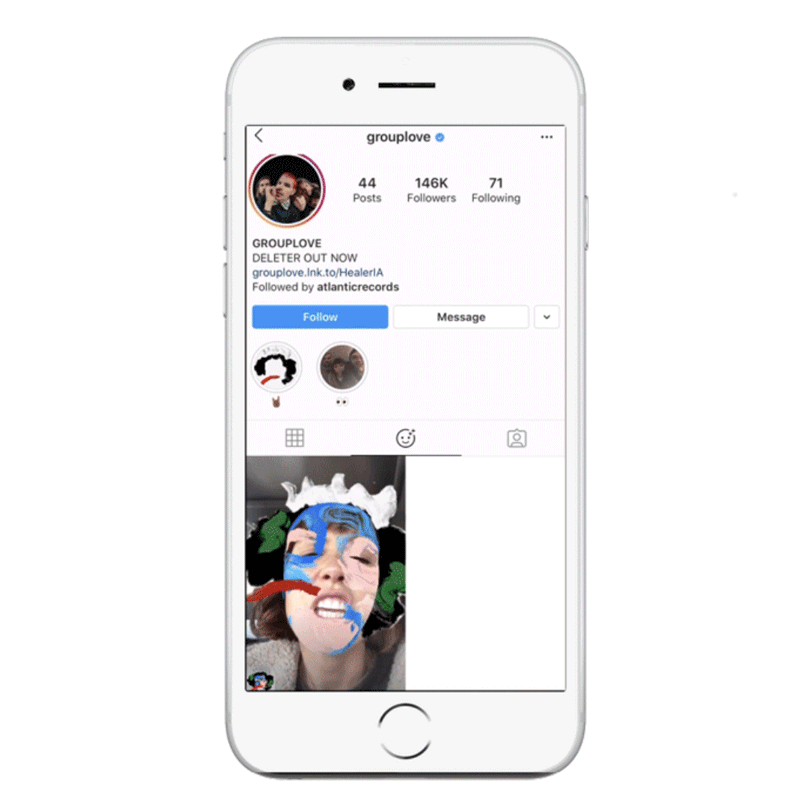 grouplove
44 146K 71
Posts Followers Following
GROUPLOVE
DELETER OUT NOW
grouplove.lnk.to/HealerIA
Followed by atlanticrecords
Follow Message